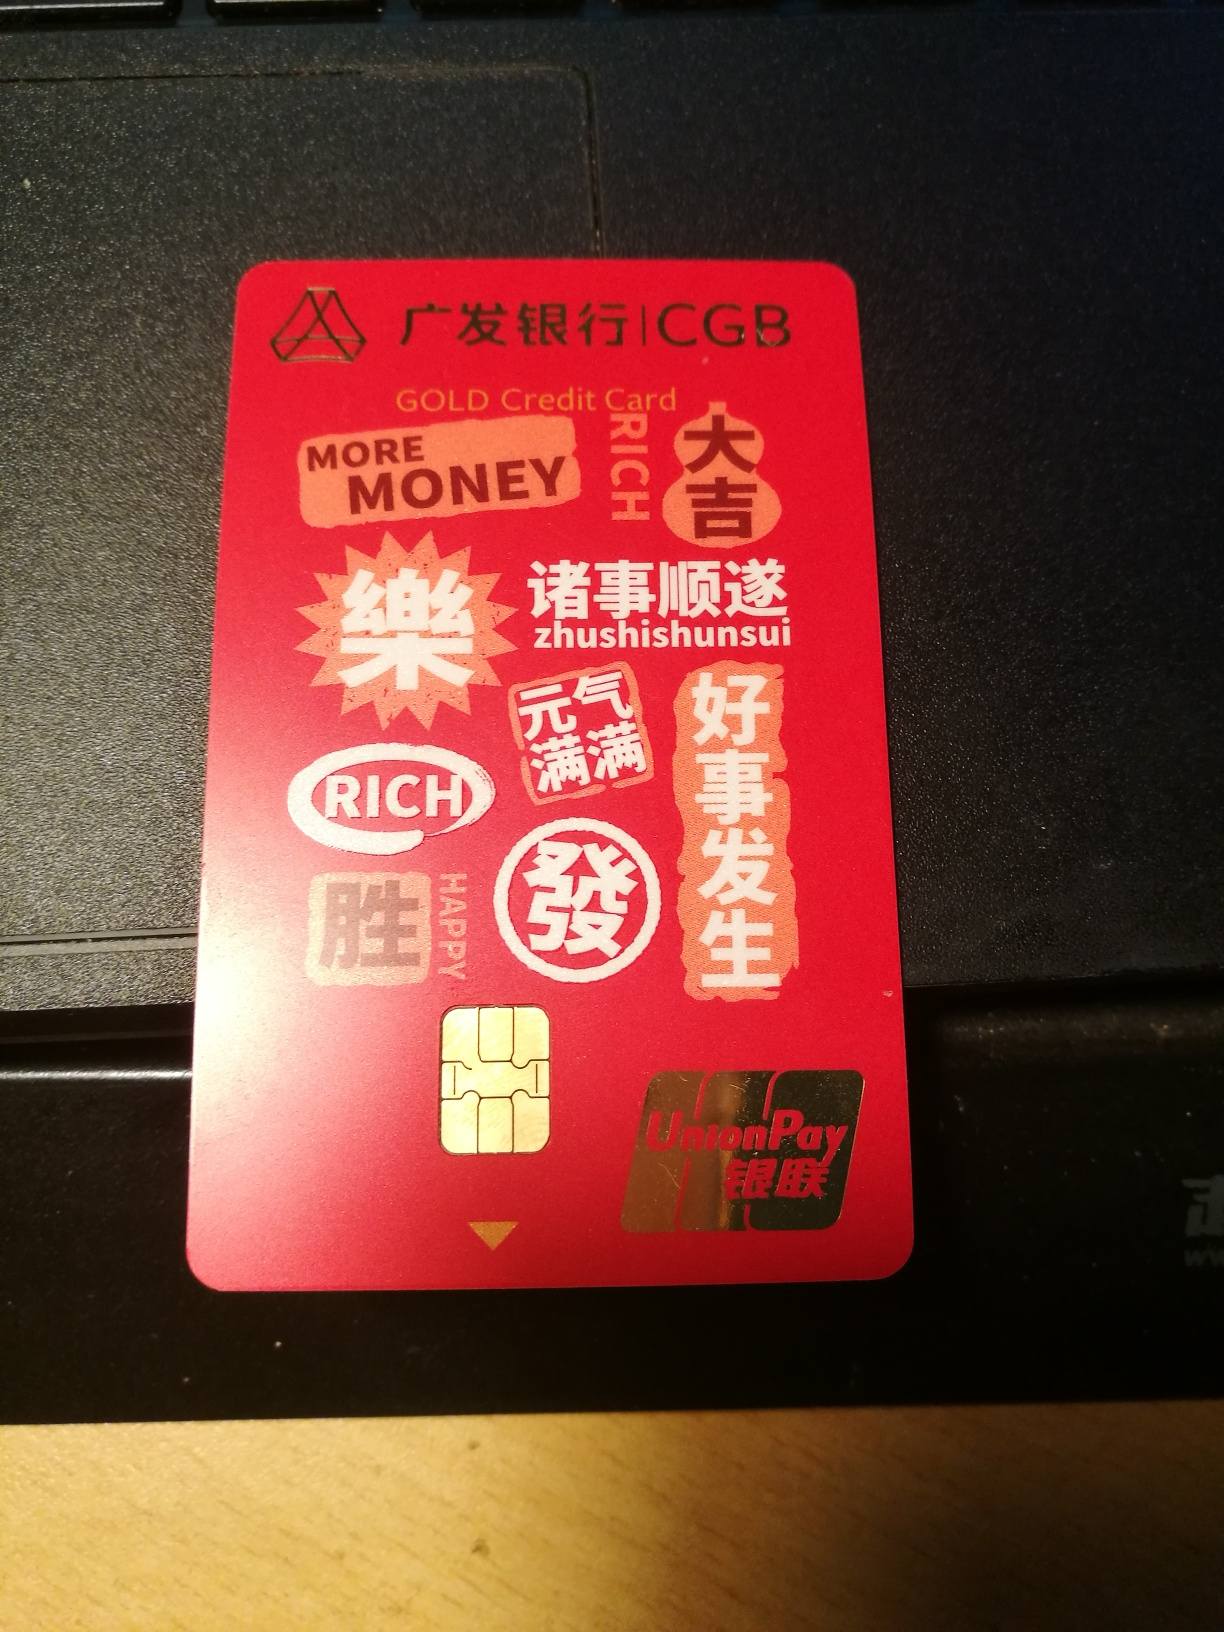 广发银行|CGB
GOLD Credit Card
MORE
MONEY
RICH
大
吉
樂
诸事顺遂
zhushishunsui
元气
满满
好
事
发
生
RICH
發
胜
HAPPY
UnionPay
银联